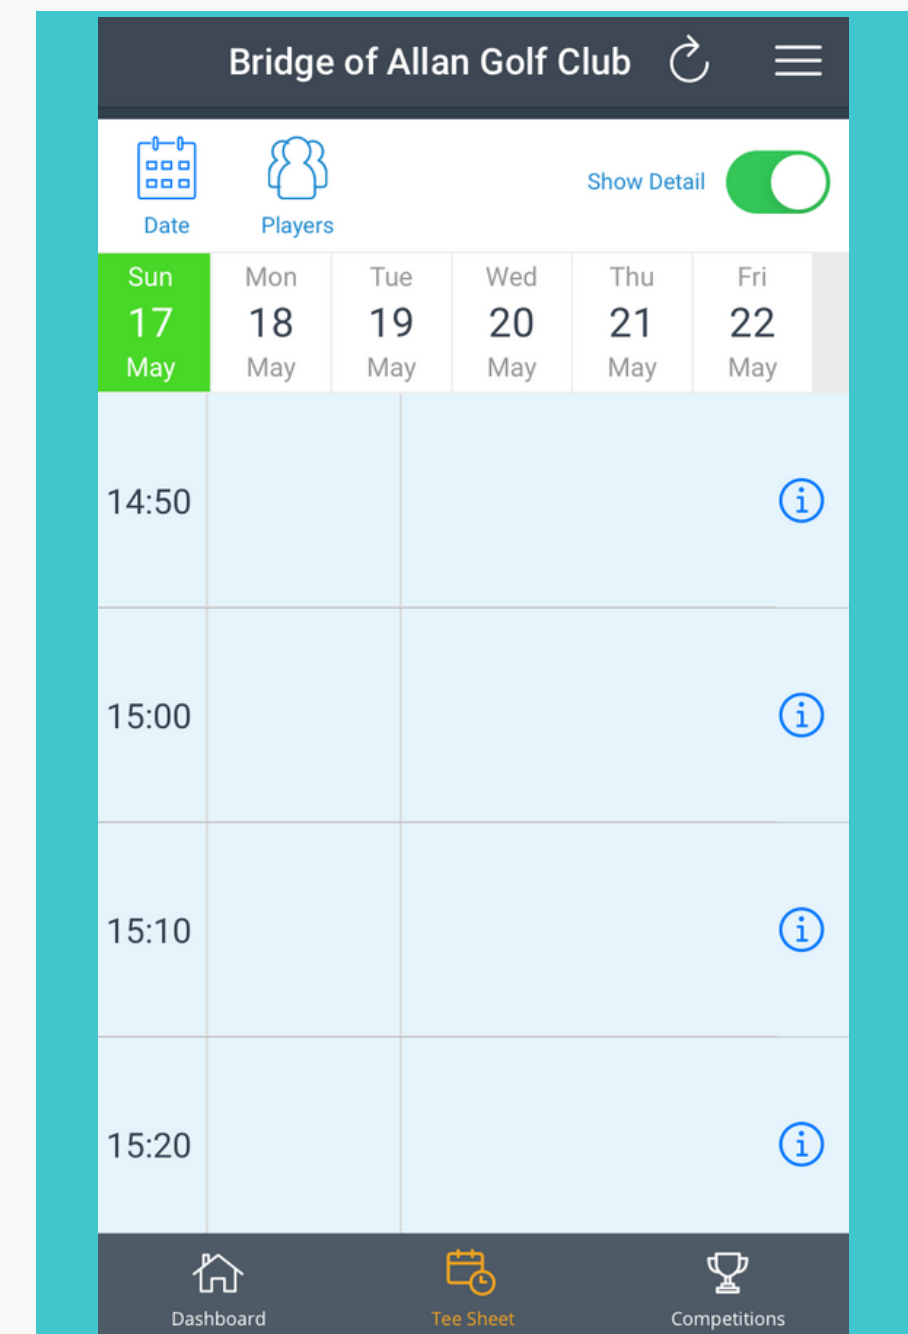 Bridge of Allan Golf Club
Date Players Show Detail
Sun Mon Tue Wed Thu Fri
17 18 19 20 21 22
May May May May May May
14:50
15:00
15:10
15:20
Dashboard Tee Sheet Competitions